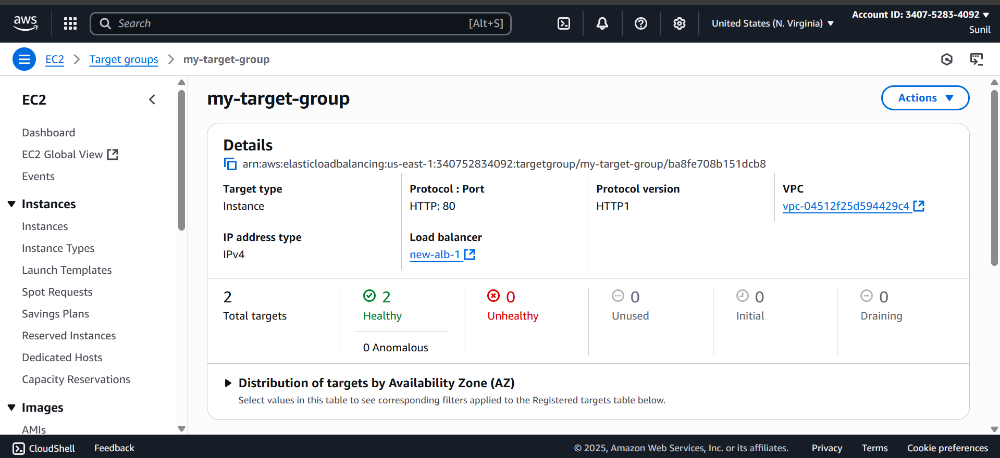 aws
Search [Alt+S]
United States (N. Virginia)
Account ID: 3407-5283-4092
Sunil
EC2 Target groups my-target-group
EC2
Dashboard
EC2 Global View
Events
Instances
Instances
Instance Types
Launch Templates
Spot Requests
Savings Plans
Reserved Instances
Dedicated Hosts
Capacity Reservations
Images
AMIs
my-target-group
Actions
Details
arn:aws:elasticloadbalancing:us-east-1:340752834092:targetgroup/my-target-group/ba8fe708b151dcb8
Target type
Instance
Protocol : Port
HTTP: 80
Protocol version
HTTP1
VPC
vpc-04512f25d594429c4
IP address type
IPv4
Load balancer
new-alb-1
2
Total targets
2
Healthy
0 Anomalous
0
Unhealthy
0
Unused
0
Initial
0
Draining
Distribution of targets by Availability Zone (AZ)
Select values in this table to see corresponding filters applied to the Registered targets table below.
CloudShell Feedback © 2025, Amazon Web Services, Inc. or its affiliates. Privacy Terms Cookie preferences